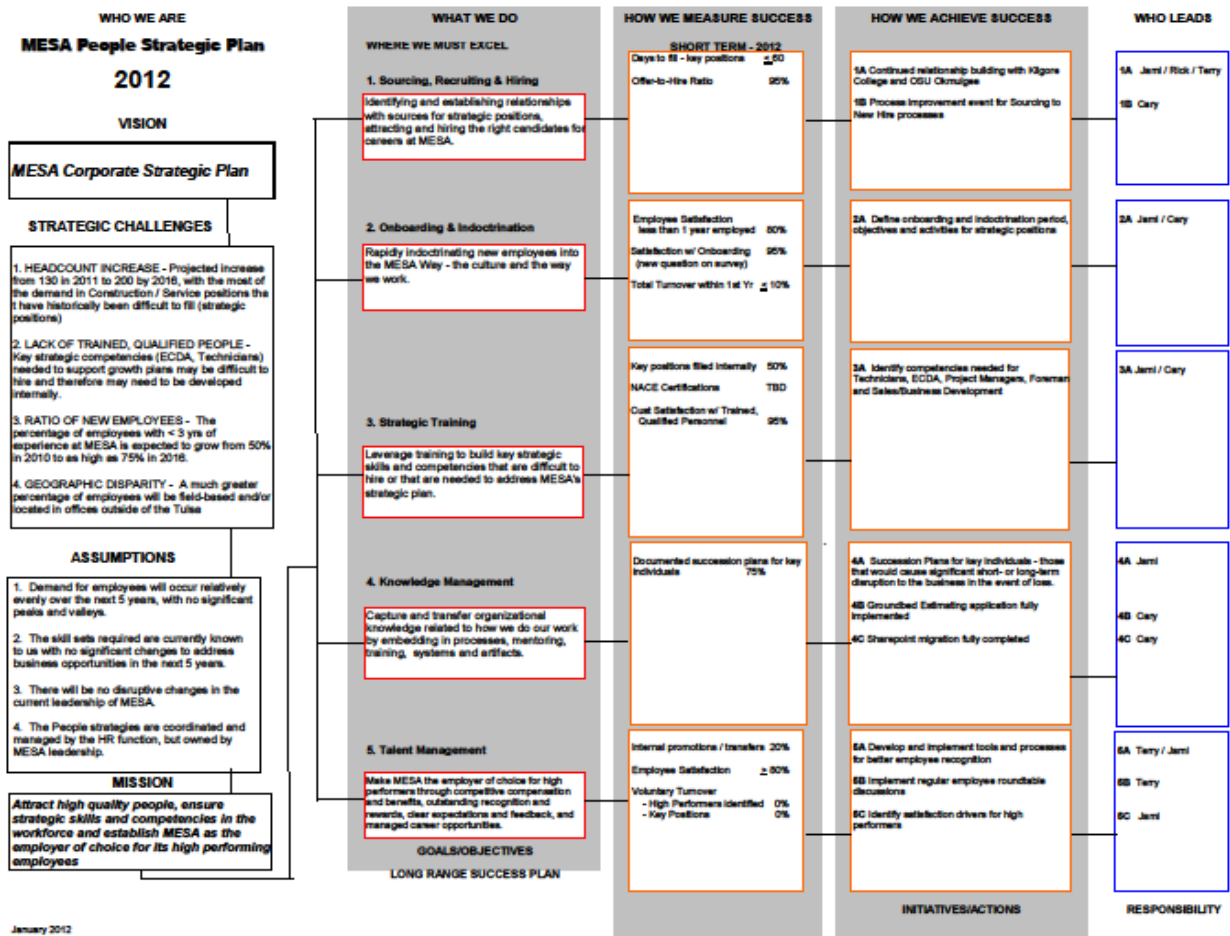 WHO WE ARE
MESA People Strategic Plan
2012
VISION
MESA Corporate Strategic Plan
STRATEGIC CHALLENGES
1. HEADCOUNT INCREASE - Projected increase
from 130 in 2011 to 200 by 2016, with the most of
the demand in Construction / Service positions tha
t have historically been difficult to fill (strategic
positions)
2. LACK OF TRAINED, QUALIFIED PEOPLE -
Key strategic competencies (ECDA, Technicians)
needed to support growth plans may be difficult to
hire and therefore may need to be developed
internally.
3. RATIO OF NEW EMPLOYEES - The
percentage of employees with < 3 yrs of
experience at MESA is expected to grow from 50%
in 2010 to as high as 75% in 2016.
4. GEOGRAPHIC DISPARITY - A much greater
percentage of employees will be field-based and/or
located in offices outside of the Tulsa
ASSUMPTIONS
1. Demand for employees will occur relatively
evenly over the next 5 years, with no significant
peaks and valleys.
2. The skill sets required are currently known
to us with no significant changes to address
business opportunities in the next 5 years.
3. There will be no disruptive changes in the
current leadership of MESA.
4. The People strategies are coordinated and
managed by the HR function, but owned by
MESA leadership.
MISSION
Attract high quality people, ensure
strategic skills and competencies in the
workforce and establish MESA as the
employer of choice for its high performing
employees
January 2012
WHAT WE DO
WHERE WE MUST EXCEL
1. Sourcing, Recruiting & Hiring
Identifying and establishing relationships
with sources for strategic positions,
attracting and hiring the right candidates for
careers at MESA.
2. Onboarding & Indoctrination
Rapidly indoctrinating new employees into
the MESA Way - the culture and the way
we work.
3. Strategic Training
Leverage training to build key strategic
skills and competencies that are difficult to
hire or that are needed to address MESA's
strategic plan.
4. Knowledge Management
Capture and transfer organizational
knowledge related to how we do our work
by embedding in processes, mentoring,
training, systems and artifacts.
5. Talent Management
Make MESA the employer of choice for high
performers through competitive compensation
and benefits, outstanding recognition and
rewards, clear expectations and feedback, and
managed career opportunities.
GOALS/OBJECTIVES
LONG RANGE SUCCESS PLAN
HOW WE MEASURE SUCCESS
SHORT TERM - 2012
Days to fill - key positions ≤ 60
Offer-to-Hire Ratio 95%
Employee Satisfaction
less than 1 year employed 80%
Satisfaction w/ Onboarding 95%
(new question on survey)
Total Turnover within 1st Yr ≤ 10%
Key positions filled internally 50%
NACE Certifications TBD
Cust Satisfaction w/ Trained,
Qualified Personnel 95%
Documented succession plans for key
individuals 75%
Internal promotions / transfers 20%
Employee Satisfaction ≥ 80%
Voluntary Turnover
- High Performers identified 0%
- Key Positions 0%
HOW WE ACHIEVE SUCCESS
1A Continued relationship building with Kilgore
College and OSU Okmulgee
1B Process improvement event for Sourcing to
New Hire processes
2A Define onboarding and indoctrination period,
objectives and activities for strategic positions
3A Identify competencies needed for
Technicians, ECDA, Project Managers, Foreman
and Sales/Business Development
4A Succession Plans for key individuals - those
that would cause significant short- or long-term
disruption to the business in the event of loss.
4B Groundbed Estimating application fully
implemented
4C Sharepoint migration fully completed
5A Develop and implement tools and processes
for better employee recognition
5B Implement regular employee roundtable
discussions
5C Identify satisfaction drivers for high
performers
INITIATIVES/ACTIONS
WHO LEADS
1A Jami / Rick / Terry
1B Cary
2A Jami / Cary
3A Jami / Cary
4A Jami
4B Cary
4C Cary
5A Terry / Jami
5B Terry
5C Jami
RESPONSIBILITY